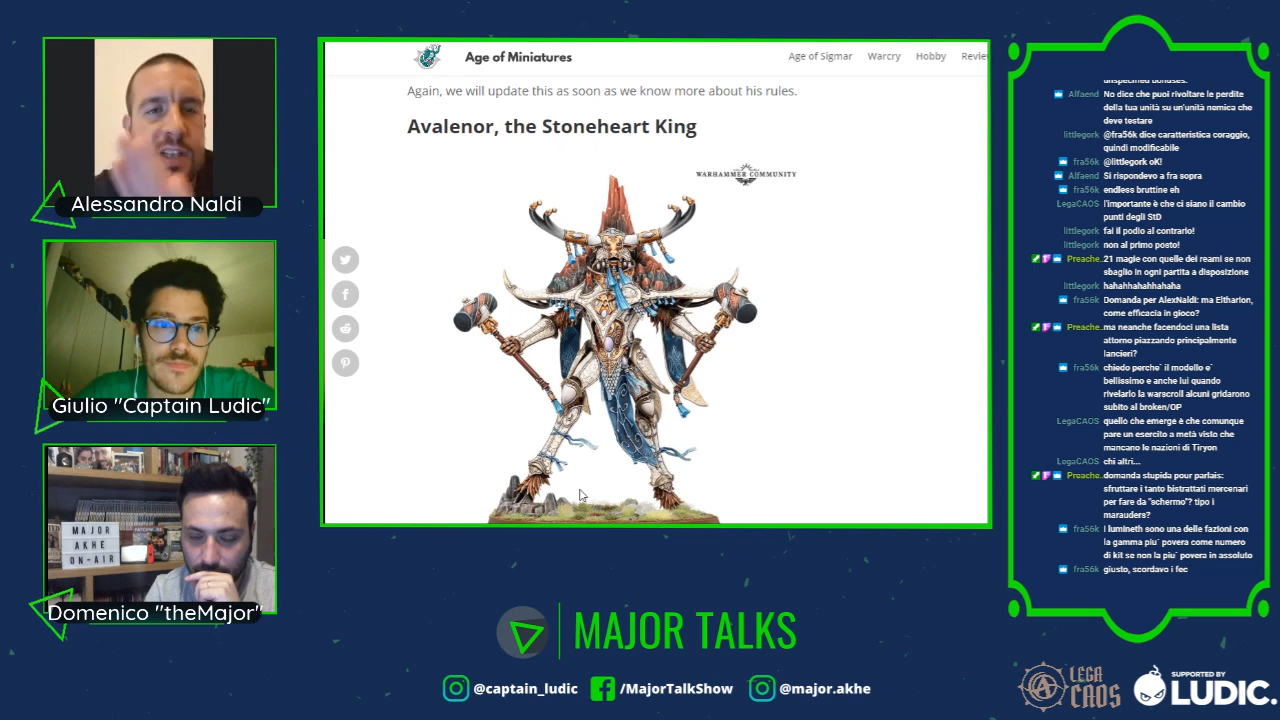 Alessandro Naldi
Giulio "Captain Ludic"
MAJOR
AKHE
ON-AIR
Domenico "theMajor"
Age of Miniatures
Age of Sigmar Warcry Hobby
Again, we will update this as soon as we know more about his rules.
Avalenor, the Stoneheart King
WARHAMMER COMMUNITY
MAJOR TALKS
@captain_ludic /MajorTalkShow @major.akhe
unspecified bonuses.
Alfaend No dice che puoi rivoltare le perdite
della tua unità su un'unità nemica che
deve testare
littlegork @fra56k dice caratteristica coraggio,
quindi modificabile
fra56k @littlegork oK!
Alfaend Si rispondevo a fra sopra
fra56k endless bruttine eh
LegaCAOS l'importante è che ci siano il cambio
punti degli StD
littlegork fai il podio al contrario!
littlegork non al primo posto!
Preache.. 21 magie con quelle dei reami se non
sbaglio in ogni partita a disposizione
littlegork hahahhahahhahaha
fra56k Domanda per AlexNaldi: ma Eltharion,
come efficacia in gioco?
Preache.. ma neanche facendoci una lista
attorno piazzando principalmente
lancieri?
fra56k chiedo perche` il modello e`
bellissimo e anche lui quando
rivelarlo la warscroll alcuni gridarono
subito al broken/OP
LegaCAOS quello che emerge è che comunque
pare un esercito a metà visto che
mancano le nazioni di Tiryon
LegaCAOS chi altri...
Preache.. domanda stupida pour parlais:
sfruttare i tanto bistrattati mercenari
per fare da "schermo"? tipo i
marauders?
fra56k I lumineth sono una delle fazioni con
la gamma piu` povera come numero
di kit se non la piu` povera in assoluto
fra56k giusto, scordavo i fec
LEGA
CAOS
SUPPORTED BY
LUDIC.